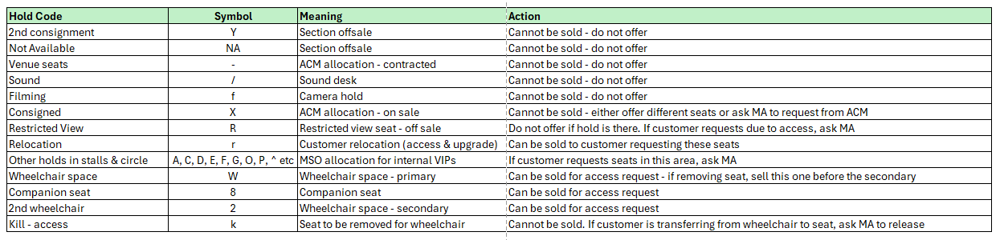 Hold Code Symbol Meaning Action
2nd consignment Y Section offsale Cannot be sold - do not offer
Not Available NA Section offsale Cannot be sold - do not offer
Venue seats - ACM allocation - contracted Cannot be sold - do not offer
Sound / Sound desk Cannot be sold - do not offer
Filming f Camera hold Cannot be sold - do not offer
Consigned X ACM allocation - on sale Cannot be sold - either offer different seats or ask MA to request from ACM
Restricted View R Restricted view seat - off sale Do not offer if hold is there. If customer requests due to access, ask MA
Relocation r Customer relocation (access & upgrade) Can be sold to customer requesting these seats
Other holds in stalls & circle A, C, D, E, F, G, O, P, ^ etc MSO allocation for internal VIPs If customer requests seats in this area, ask MA
Wheelchair space W Wheelchair space - primary Can be sold for access request - if removing seat, sell this one before the secondary
Companion seat 8 Companion seat Can be sold for access request
2nd wheelchair 2 Wheelchair space - secondary Can be sold for access request
Kill - access k Seat to be removed for wheelchair Cannot be sold. If customer is transferring from wheelchair to seat, ask MA to release